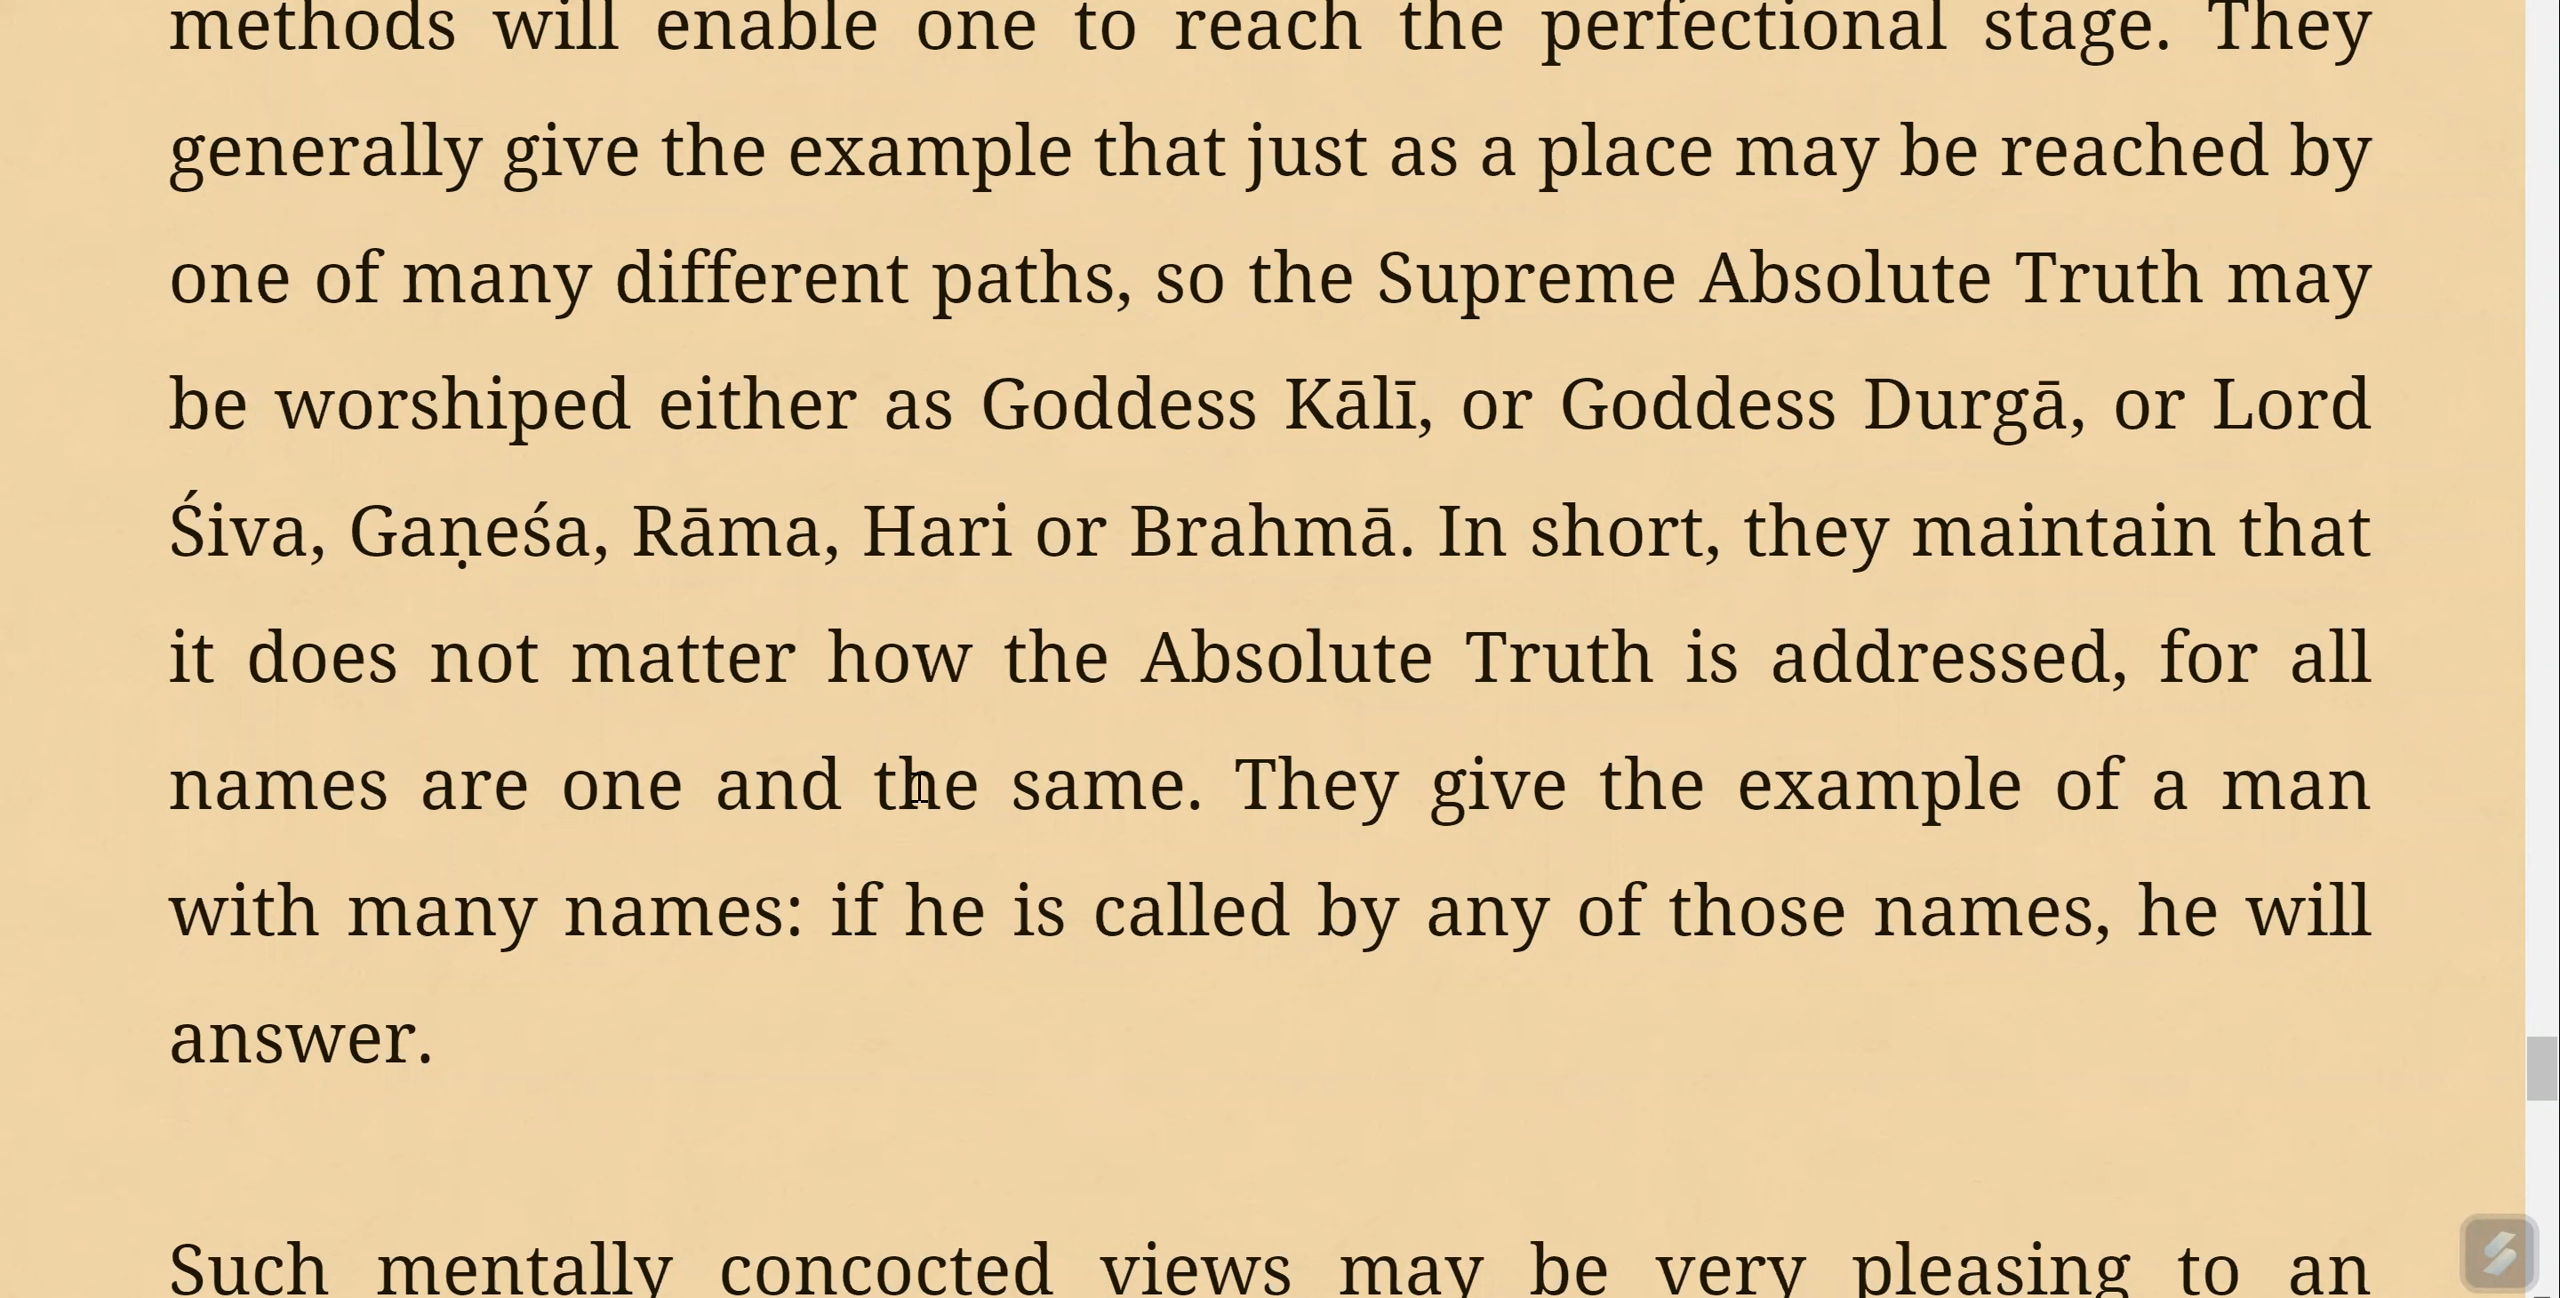 methods will enable one to reach the perfectional stage. They
generally give the example that just as a place may be reached by
one of many different paths, so the Supreme Absolute Truth may
be worshiped either as Goddess Kālī, or Goddess Durgā, or Lord
Śiva, Gaṇeśa, Rāma, Hari or Brahmā. In short, they maintain that
it does not matter how the Absolute Truth is addressed, for all
names are one and the same. They give the example of a man
with many names: if he is called by any of those names, he will
answer.
Such mentally concocted views may be very pleasing to an